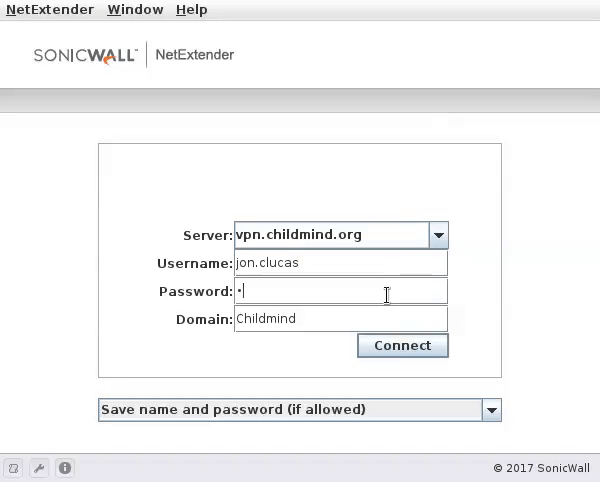 NetExtender Window Help
SONICWALL NetExtender
Server: vpn.childmind.org
Username: jon.clucas
Password: •
Domain: Childmind
Connect
Save name and password (if allowed)
© 2017 SonicWall